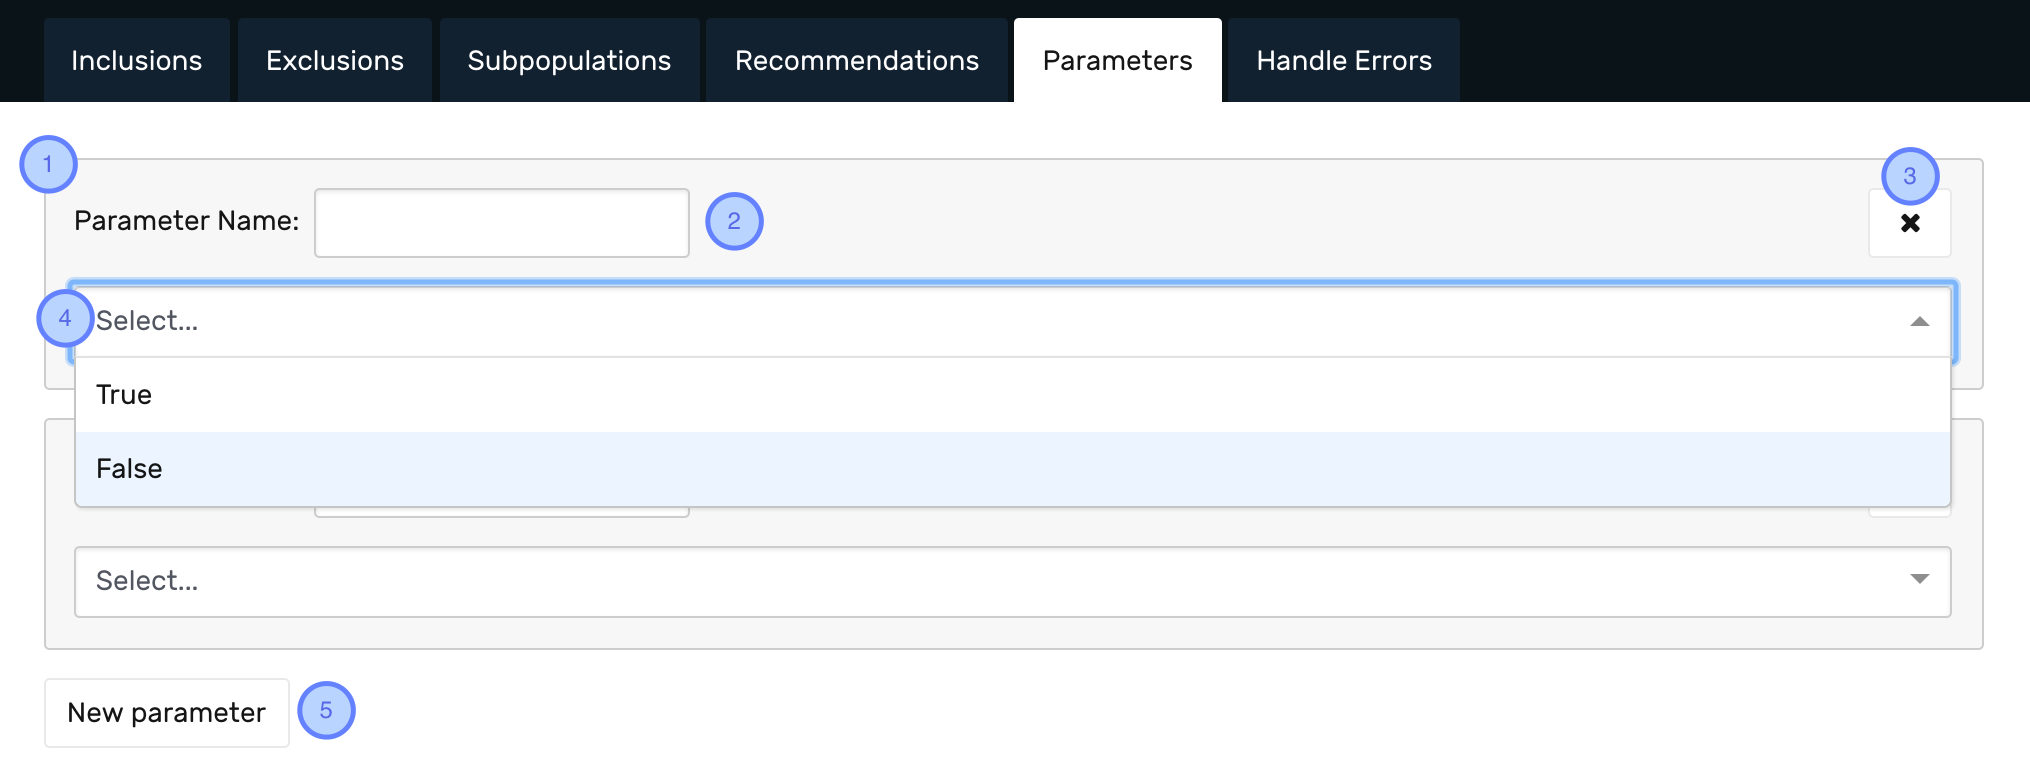 Inclusions Exclusions Subpopulations Recommendations Parameters Handle Errors
1
3
Parameter Name:
2
4
Select...
True
False
Select...
New parameter
5